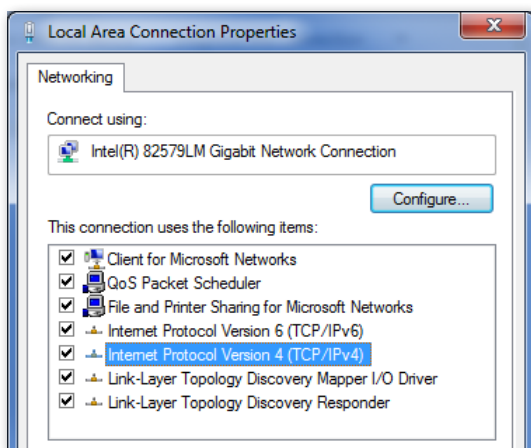 Local Area Connection Properties
Networking
Connect using:
Intel(R) 82579LM Gigabit Network Connection
Configure...
This connection uses the following items:
Client for Microsoft Networks
QoS Packet Scheduler
File and Printer Sharing for Microsoft Networks
Internet Protocol Version 6 (TCP/IPv6)
Internet Protocol Version 4 (TCP/IPv4)
Link-Layer Topology Discovery Mapper I/O Driver
Link-Layer Topology Discovery Responder